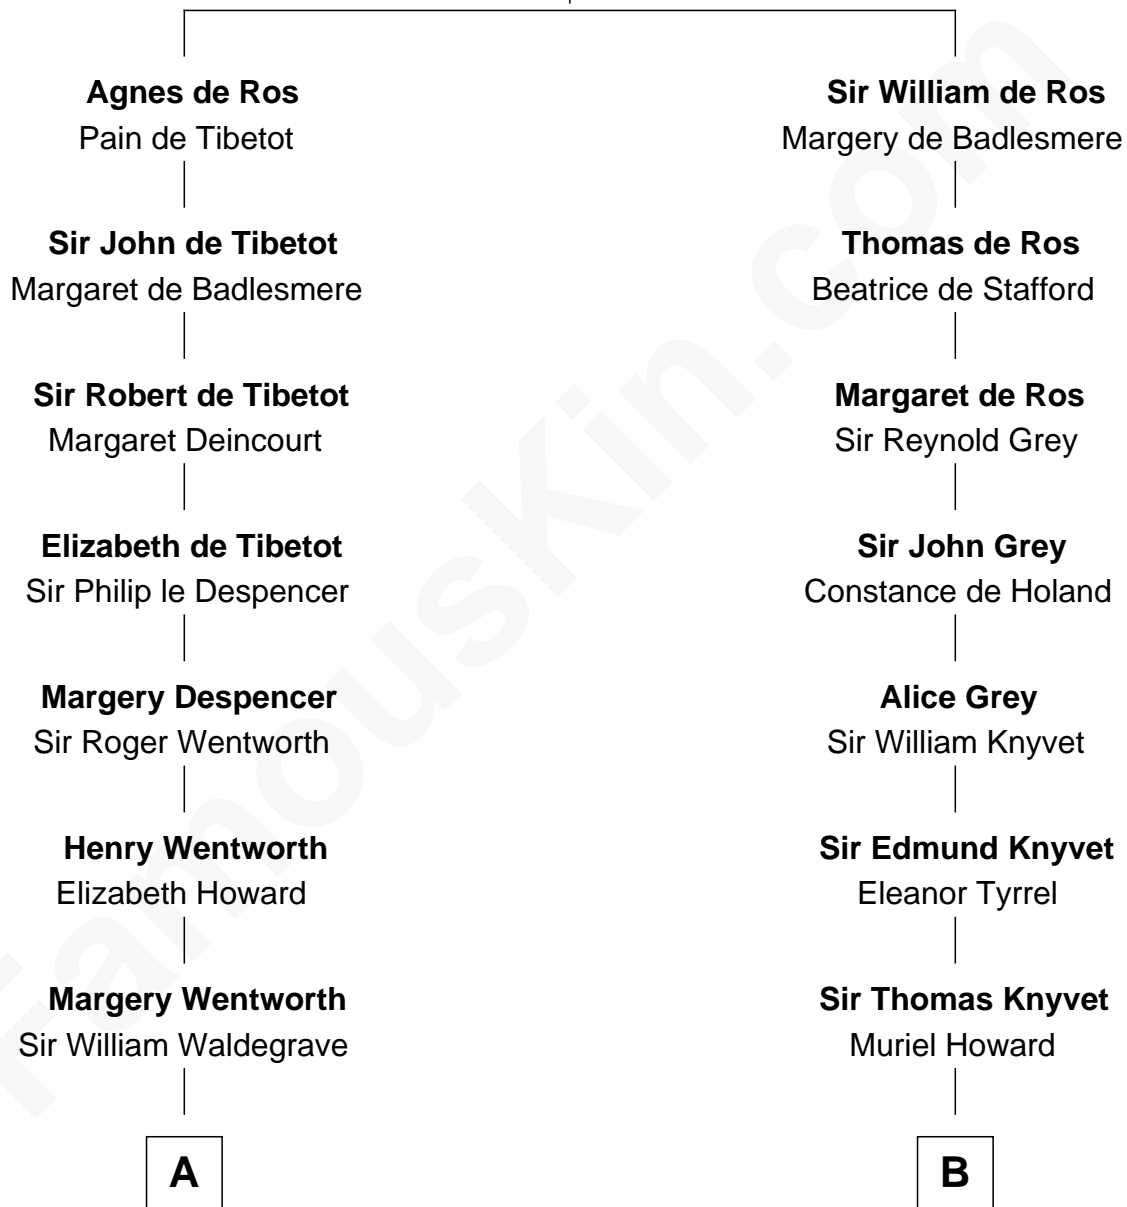 Agnes de Ros
Pain de Tibetot
Sir John de Tibetot
Margaret de Badlesmere
Sir Robert de Tibetot
Margaret Deincourt
Elizabeth de Tibetot
Sir Philip le Despencer
Margery Despencer
Sir Roger Wentworth
Henry Wentworth
Elizabeth Howard
Margery Wentworth
Sir William Waldegrave
A
Sir William de Ros
Margery de Badlesmere
Thomas de Ros
Beatrice de Stafford
Margaret de Ros
Sir Reynold Grey
Sir John Grey
Constance de Holand
Alice Grey
Sir William Knyvet
Sir Edmund Knyvet
Eleanor Tyrrel
Sir Thomas Knyvet
Muriel Howard
B
FamousKin.com